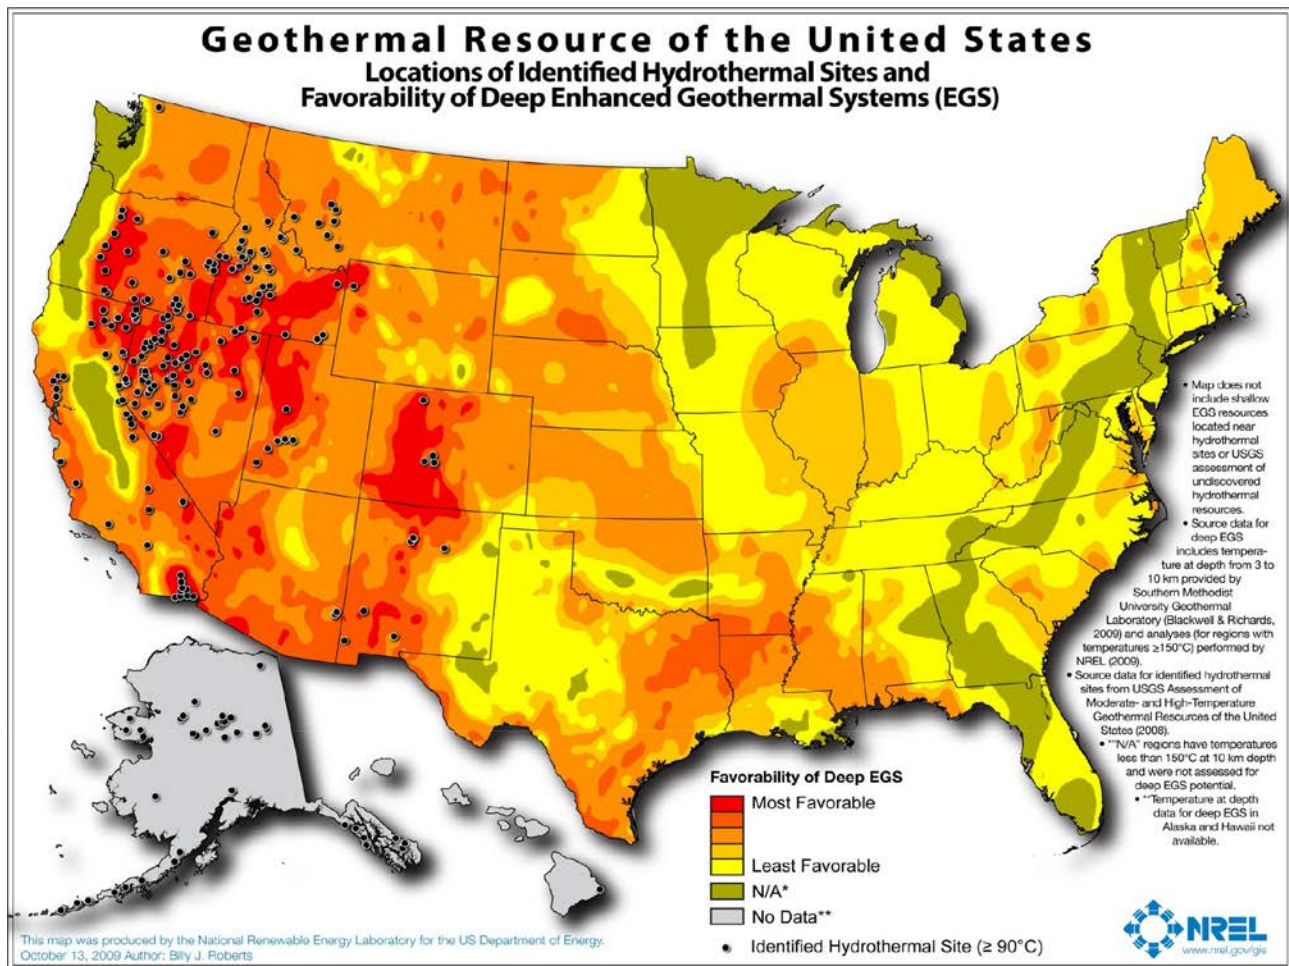 Geothermal Resource of the United States
Locations of Identified Hydrothermal Sites and
Favorability of Deep Enhanced Geothermal Systems (EGS)
• Map does not
include shallow
EGS resources
located near
hydrothermal
sites or USGS
assessment of
undiscovered
hydrothermal
resources.
• Source data for
deep EGS
includes tempera-
ture at depth from 3 to
10 km provided by
Southern Methodist
University Geothermal
Laboratory (Blackwell & Richards,
2009) and analyses (for regions with
temperatures ≥150°C) performed by
NREL (2009).
• Source data for identified hydrothermal
sites from USGS Assessment of
Moderate- and High-Temperature
Geothermal Resources of the United
States (2008).
• *"N/A" regions have temperatures
less than 150°C at 10 km depth
and were not assessed for
deep EGS potential.
• **Temperature at depth
data for deep EGS in
Alaska and Hawaii not
available.
Favorability of Deep EGS
Most Favorable
Least Favorable
N/A*
No Data**
Identified Hydrothermal Site (≥ 90°C)
This map was produced by the National Renewable Energy Laboratory for the US Department of Energy.
October 13, 2009 Author: Billy J. Roberts
NREL
www.nrel.gov/gis